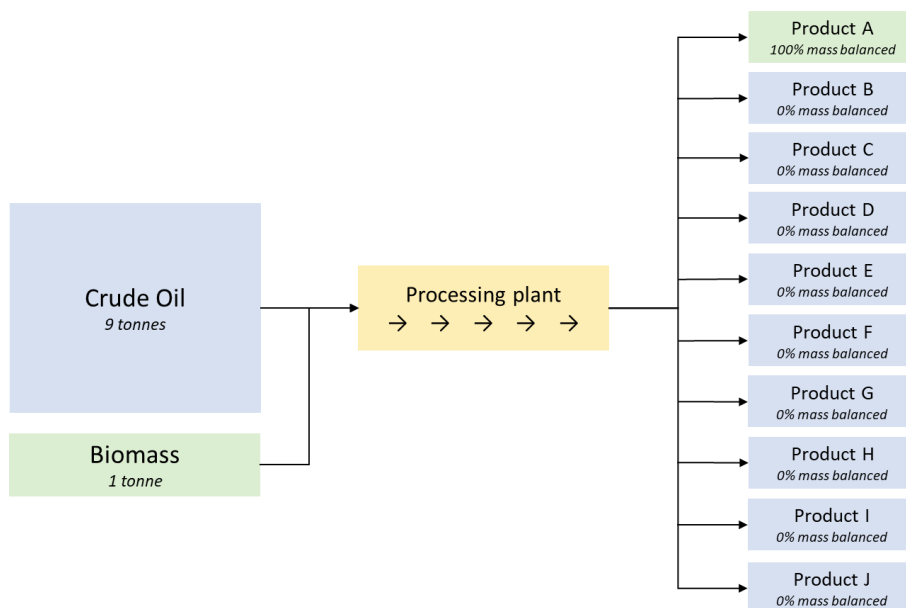 Product A
100% mass balanced
Product B
0% mass balanced
Product C
0% mass balanced
Product D
0% mass balanced
Product E
0% mass balanced
Crude Oil
9 tonnes
Processing plant
Product F
0% mass balanced
Product G
0% mass balanced
Biomass
1 tonne
Product H
0% mass balanced
Product I
0% mass balanced
Product J
0% mass balanced